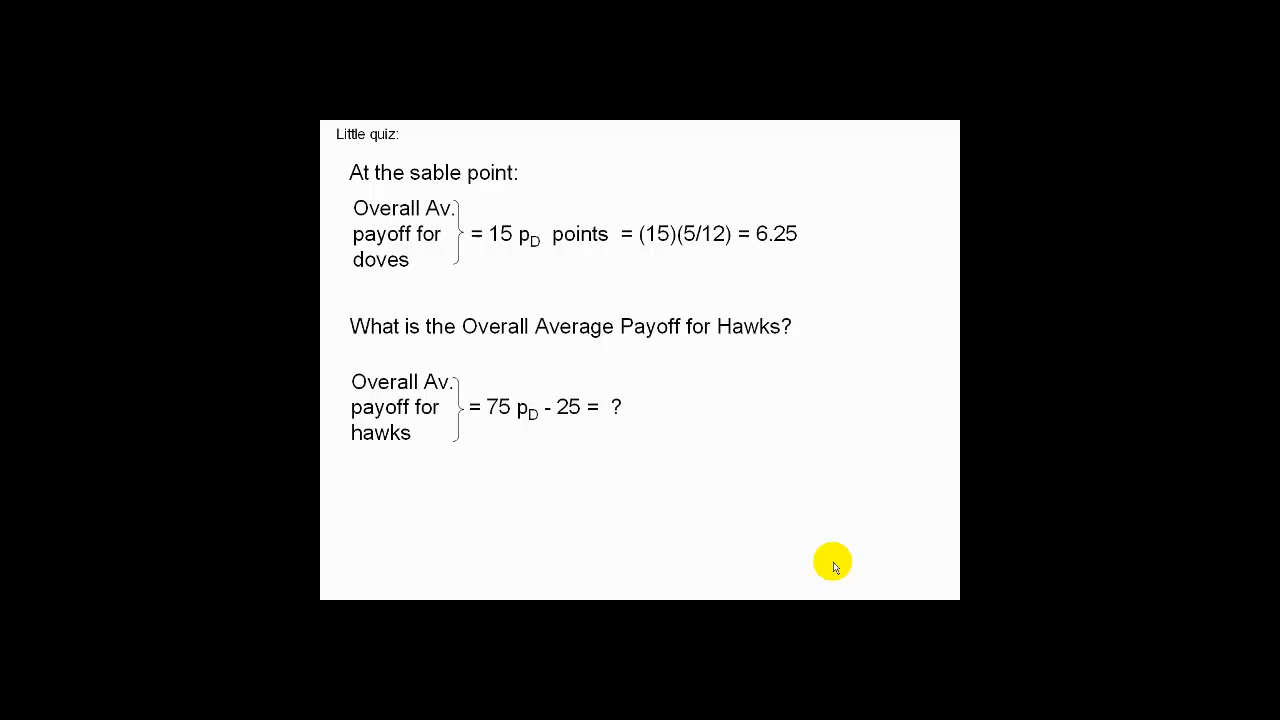 Little quiz:
At the sable point:
Overall Av.
payoff for
doves
= 15 pD points = (15)(5/12) = 6.25
What is the Overall Average Payoff for Hawks?
Overall Av.
payoff for
hawks
= 75 pD - 25 = ?